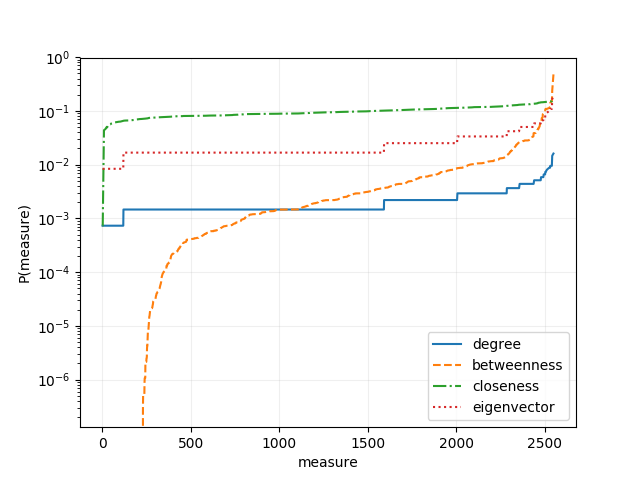 10^0
10^-1
10^-2
10^-3
10^-4
10^-5
10^-6
P(measure)
0 500 1000 1500 2000 2500
measure
degree
betweenness
closeness
eigenvector